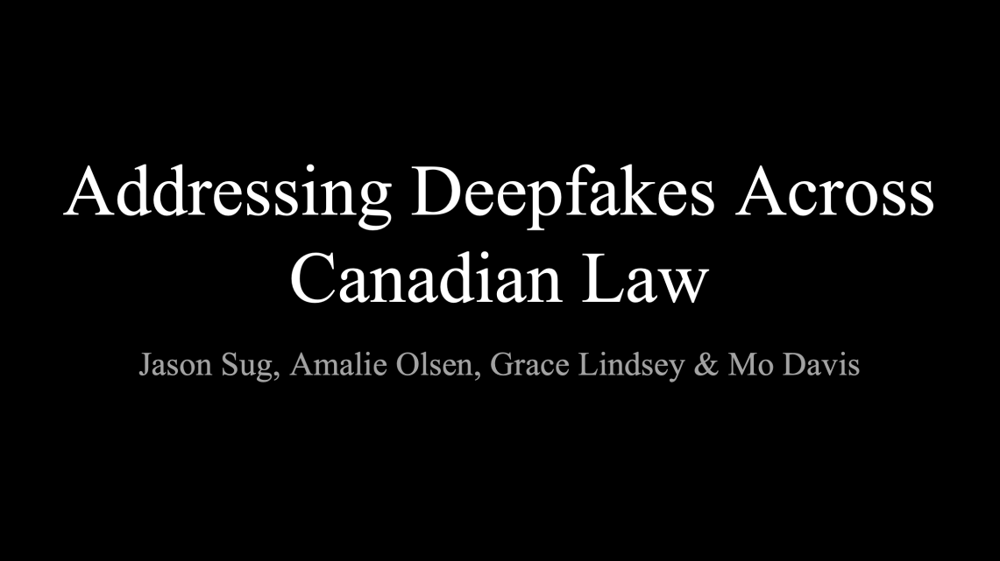 Addressing Deepfakes Across
Canadian Law
Jason Sug, Amalie Olsen, Grace Lindsey & Mo Davis